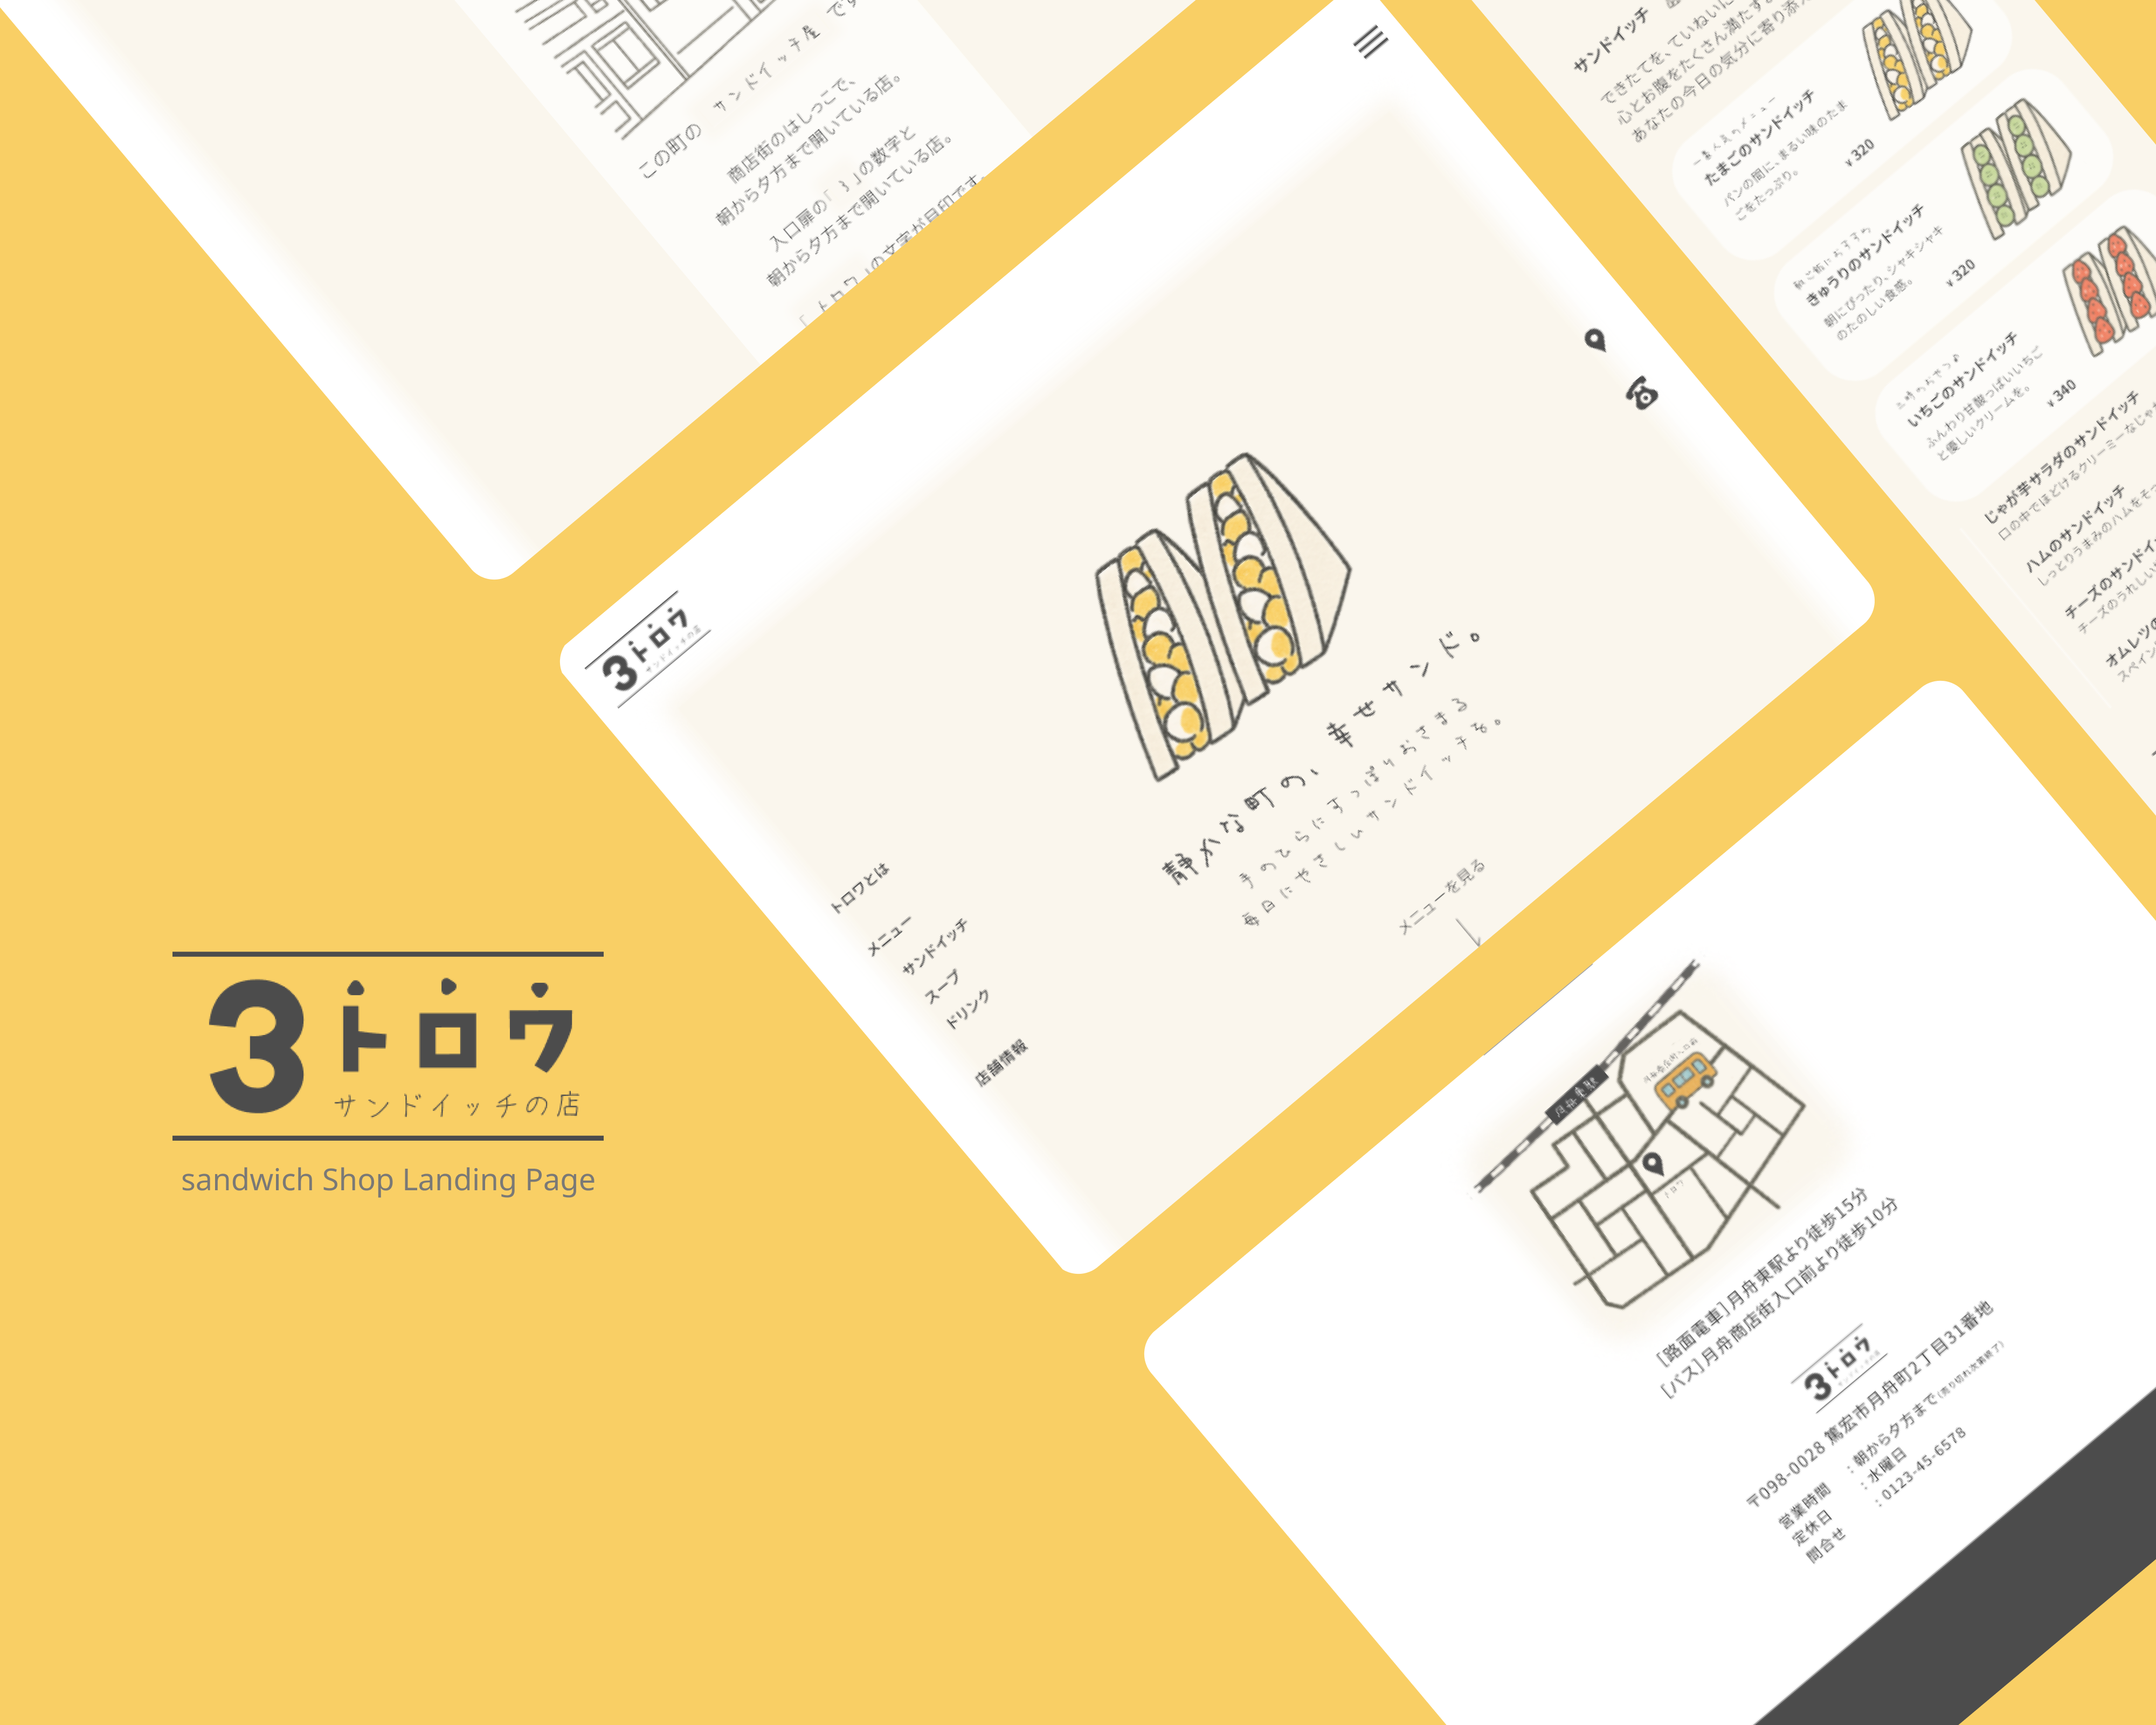 3 トロワ
サンドイッチの店
sandwich Shop Landing Page
この町の サンドイッチ屋 です
商店街のはしっこで、
朝から夕方まで開いている店。
入口扉の「3」の数字と
朝から夕方まで開いている店。
「トロワ」の文字が目印です。
3 トロワ
サンドイッチの店
静かな町の、幸せサンド。
手のひらにすっぽりおさまる
毎日にやさしいサンドイッチを。
メニューを見る
トロワとは
メニュー
サンドイッチ
スープ
ドリンク
店舗情報
サンドイッチ
できたてを、ていねいに
心とお腹をたくさん満たす
あなたの今日の気分に寄り添
一番人気のメニュー
たまごのサンドイッチ
パンの間に、まるい味のたま
ごをたっぷり。
¥320
朝ご飯におすすめ
きゅうりのサンドイッチ
朝にぴったり、シャキシャキ
のたのしい食感。
¥320
三時のおやつ♪
いちごのサンドイッチ
ふんわり甘酸っぱいいちご
と優しいクリームを。
¥340
じゃが芋サラダのサンドイッチ
口の中でほどけるクリーミーなじゃが
ハムのサンドイッチ
しっとりうまみのハムをそっ
チーズのサンドイ
チーズのうれしい
オムレツの
スペイン
月舟東駅
月舟商店街入口前
トロワ
[路面電車]月舟東駅より徒歩15分
[バス]月舟商店街入口前より徒歩10分
3 トロワ
サンドイッチの店
〒098-0028 篤宏市月舟町2丁目31番地
営業時間 :朝から夕方まで(売り切れ次第終了)
定休日 :水曜日
問合せ :0123-45-6578